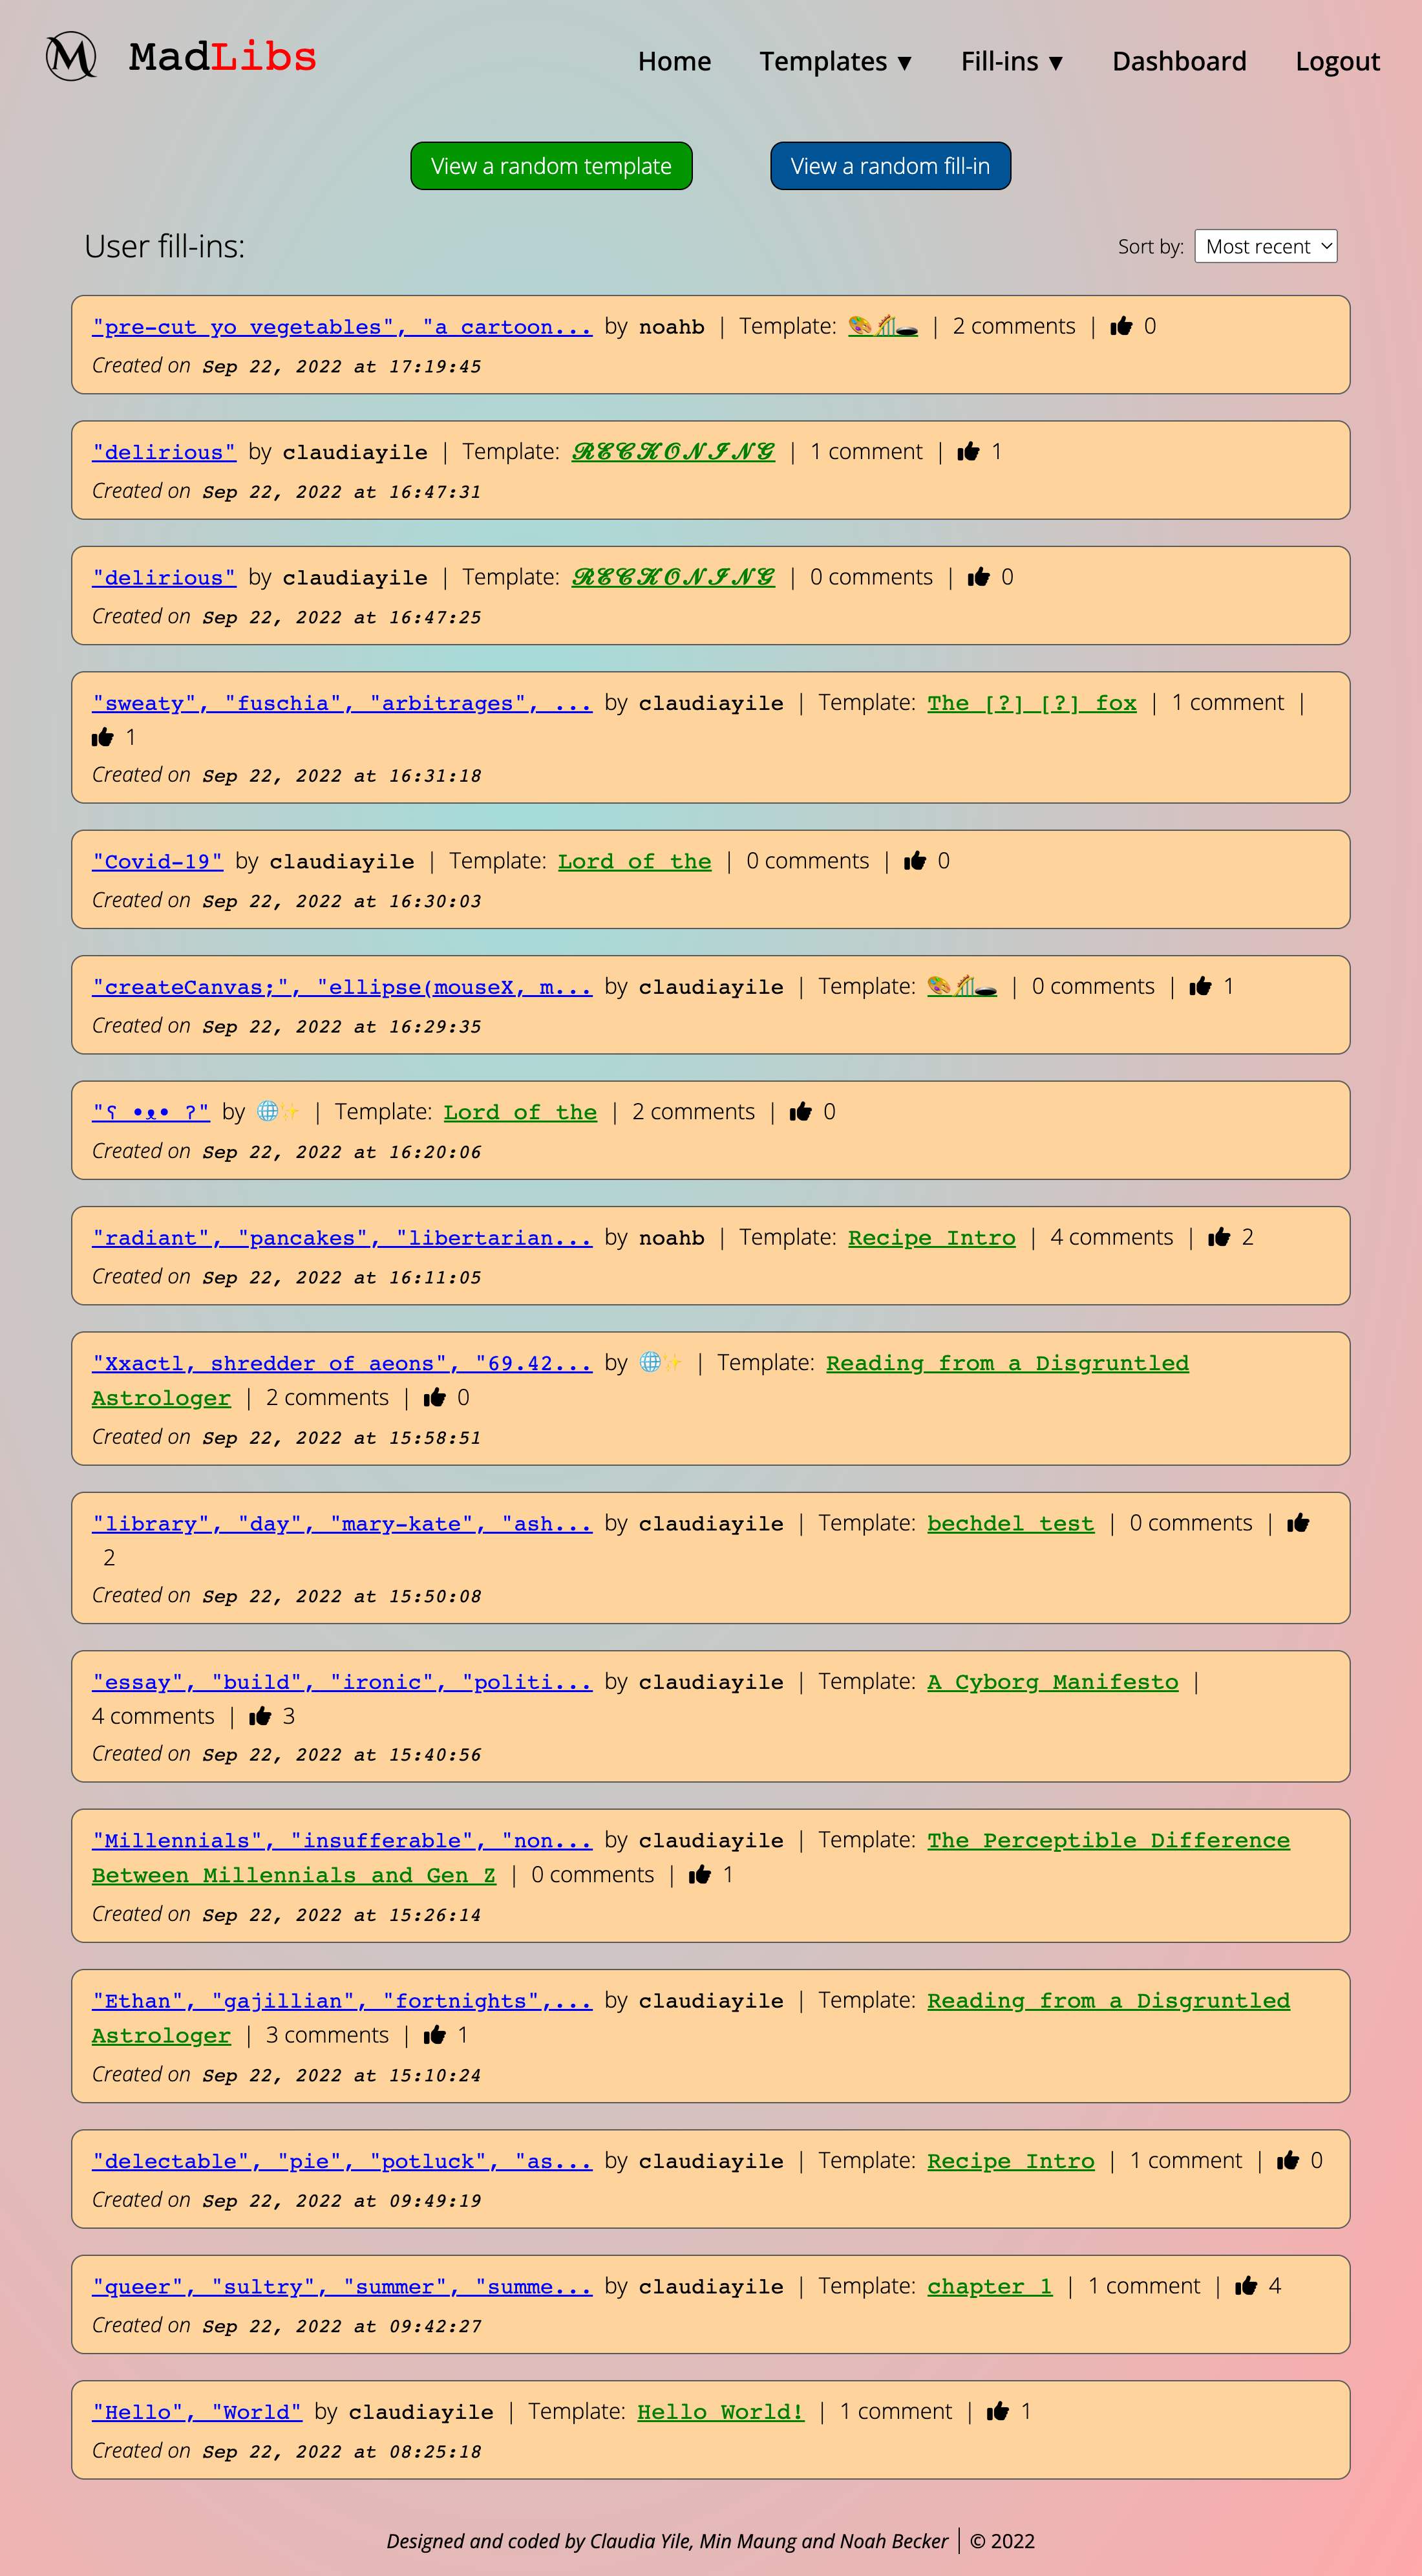 M MadLibs Home Templates ▼ Fill-ins ▼ Dashboard Logout
View a random template View a random fill-in
User fill-ins: Sort by: Most recent
"pre-cut yo vegetables", "a cartoon... by noahb | Template: 🎨🎢🕳️ | 2 comments | 👍 0
Created on Sep 22, 2022 at 17:19:45
"delirious" by claudiayile | Template: 𝓡𝓔𝓒𝓚𝓞𝓝𝓘𝓝𝓖 | 1 comment | 👍 1
Created on Sep 22, 2022 at 16:47:31
"delirious" by claudiayile | Template: 𝓡𝓔𝓒𝓚𝓞𝓝𝓘𝓝𝓖 | 0 comments | 👍 0
Created on Sep 22, 2022 at 16:47:25
"sweaty", "fuschia", "arbitrages", ... by claudiayile | Template: The [?] [?] fox | 1 comment |
👍 1
Created on Sep 22, 2022 at 16:31:18
"Covid-19" by claudiayile | Template: Lord of the | 0 comments | 👍 0
Created on Sep 22, 2022 at 16:30:03
"createCanvas;", "ellipse(mouseX, m... by claudiayile | Template: 🎨🎢🕳️ | 0 comments | 👍 1
Created on Sep 22, 2022 at 16:29:35
"ʕ •ᴥ• ʔ" by 🌐✨ | Template: Lord of the | 2 comments | 👍 0
Created on Sep 22, 2022 at 16:20:06
"radiant", "pancakes", "libertarian... by noahb | Template: Recipe Intro | 4 comments | 👍 2
Created on Sep 22, 2022 at 16:11:05
"Xxactl, shredder of aeons", "69.42... by 🌐✨ | Template: Reading from a Disgruntled
Astrologer | 2 comments | 👍 0
Created on Sep 22, 2022 at 15:58:51
"library", "day", "mary-kate", "ash... by claudiayile | Template: bechdel test | 0 comments | 👍
2
Created on Sep 22, 2022 at 15:50:08
"essay", "build", "ironic", "politi... by claudiayile | Template: A Cyborg Manifesto |
4 comments | 👍 3
Created on Sep 22, 2022 at 15:40:56
"Millennials", "insufferable", "non... by claudiayile | Template: The Perceptible Difference
Between Millennials and Gen Z | 0 comments | 👍 1
Created on Sep 22, 2022 at 15:26:14
"Ethan", "gajillian", "fortnights",... by claudiayile | Template: Reading from a Disgruntled
Astrologer | 3 comments | 👍 1
Created on Sep 22, 2022 at 15:10:24
"delectable", "pie", "potluck", "as... by claudiayile | Template: Recipe Intro | 1 comment | 👍 0
Created on Sep 22, 2022 at 09:49:19
"queer", "sultry", "summer", "summe... by claudiayile | Template: chapter 1 | 1 comment | 👍 4
Created on Sep 22, 2022 at 09:42:27
"Hello", "World" by claudiayile | Template: Hello World! | 1 comment | 👍 1
Created on Sep 22, 2022 at 08:25:18
Designed and coded by Claudia Yile, Min Maung and Noah Becker | © 2022